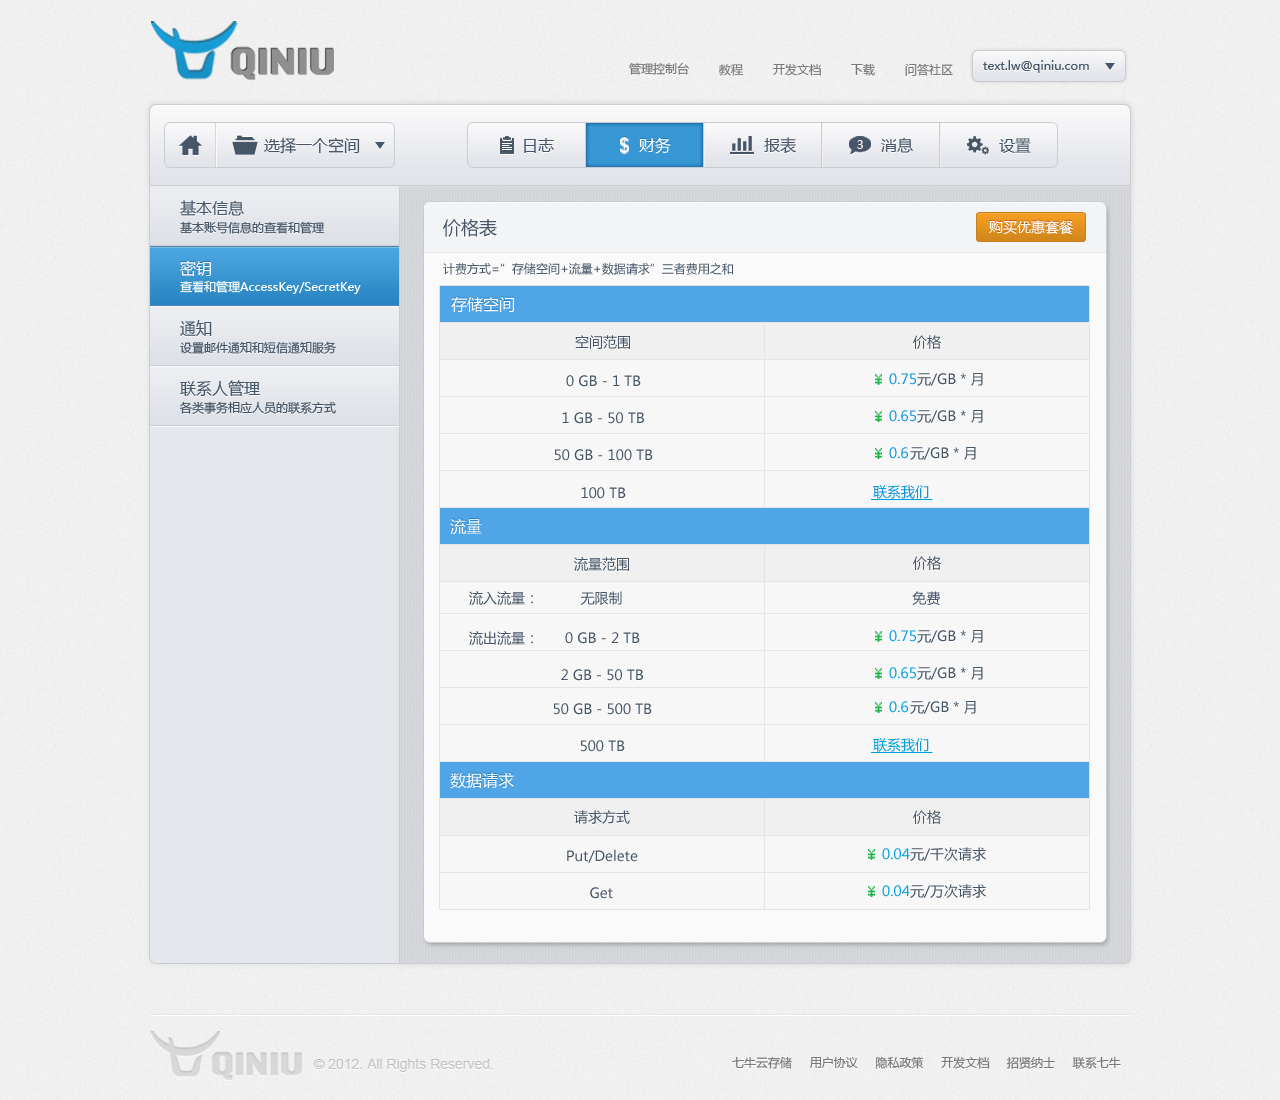 QINIU
管理控制台 教程 开发文档 下载 问答社区 text.lw@qiniu.com
选择一个空间 日志 $ 财务 报表 3 消息 设置
基本信息
基本账号信息的查看和管理
密钥
查看和管理AccessKey/SecretKey
通知
设置邮件通知和短信通知服务
联系人管理
各类事务相应人员的联系方式
价格表 购买优惠套餐
计费方式=”存储空间+流量+数据请求”三者费用之和
存储空间
空间范围 价格
0 GB - 1 TB ¥ 0.75元/GB * 月
1 GB - 50 TB ¥ 0.65元/GB * 月
50 GB - 100 TB ¥ 0.6元/GB * 月
100 TB 联系我们
流量
流量范围 价格
流入流量： 无限制 免费
流出流量： 0 GB - 2 TB ¥ 0.75元/GB * 月
2 GB - 50 TB ¥ 0.65元/GB * 月
50 GB - 500 TB ¥ 0.6元/GB * 月
500 TB 联系我们
数据请求
请求方式 价格
Put/Delete ¥ 0.04元/千次请求
Get ¥ 0.04元/万次请求
QINIU © 2012. All Rights Reserved. 七牛云存储 用户协议 隐私政策 开发文档 招贤纳士 联系七牛